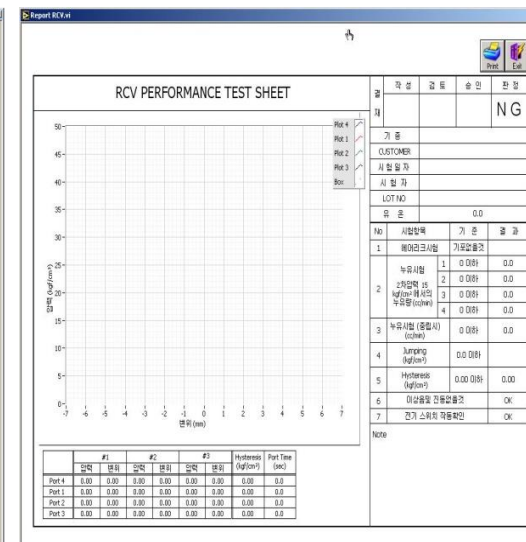 Report RCV.vi
Print Exit
RCV PERFORMANCE TEST SHEET
결 재 작 성 검 토 승 인 판 정
N G
기 종
CUSTOMER
시 험 일 자
시 험 자
LOT NO
유 온 0.0
Plot 4
Plot 1
Plot 2
Plot 3
Box
50
45
40
35
30
25
20
15
10
5
0
압력 (kgf/cm²)
-7 -6 -5 -4 -3 -2 -1 0 1 2 3 4 5 6 7
변위 (mm)
No 시험항목 기 준 결 과
1 에어리크시험 기포없을것
2 누유시험
2차압력 15
kgf/cm² 에서의
누유량 (cc/min)
1 0 이하 0.0
2 0 이하 0.0
3 0 이하 0.0
4 0 이하 0.0
3 누유시험 (중립시)
(cc/min) 0 이하 0.0
4 Jumping
(kgf/cm²) 0.0 이하
5 Hysteresis
(kgf/cm²) 0.00 이하 0.00
6 이상음및 진동없을것 OK
7 전기 스위치 작동확인 OK
Note
#1 #2 #3 Hysteresis Port Time
압력 변위 압력 변위 압력 변위 (kgf/cm²) (sec)
Port 4 0.00 0.00 0.00 0.00 0.00 0.00 0.00 0.0
Port 1 0.00 0.00 0.00 0.00 0.00 0.00 0.00 0.0
Port 2 0.00 0.00 0.00 0.00 0.00 0.00 0.00 0.0
Port 3 0.00 0.00 0.00 0.00 0.00 0.00 0.00 0.0